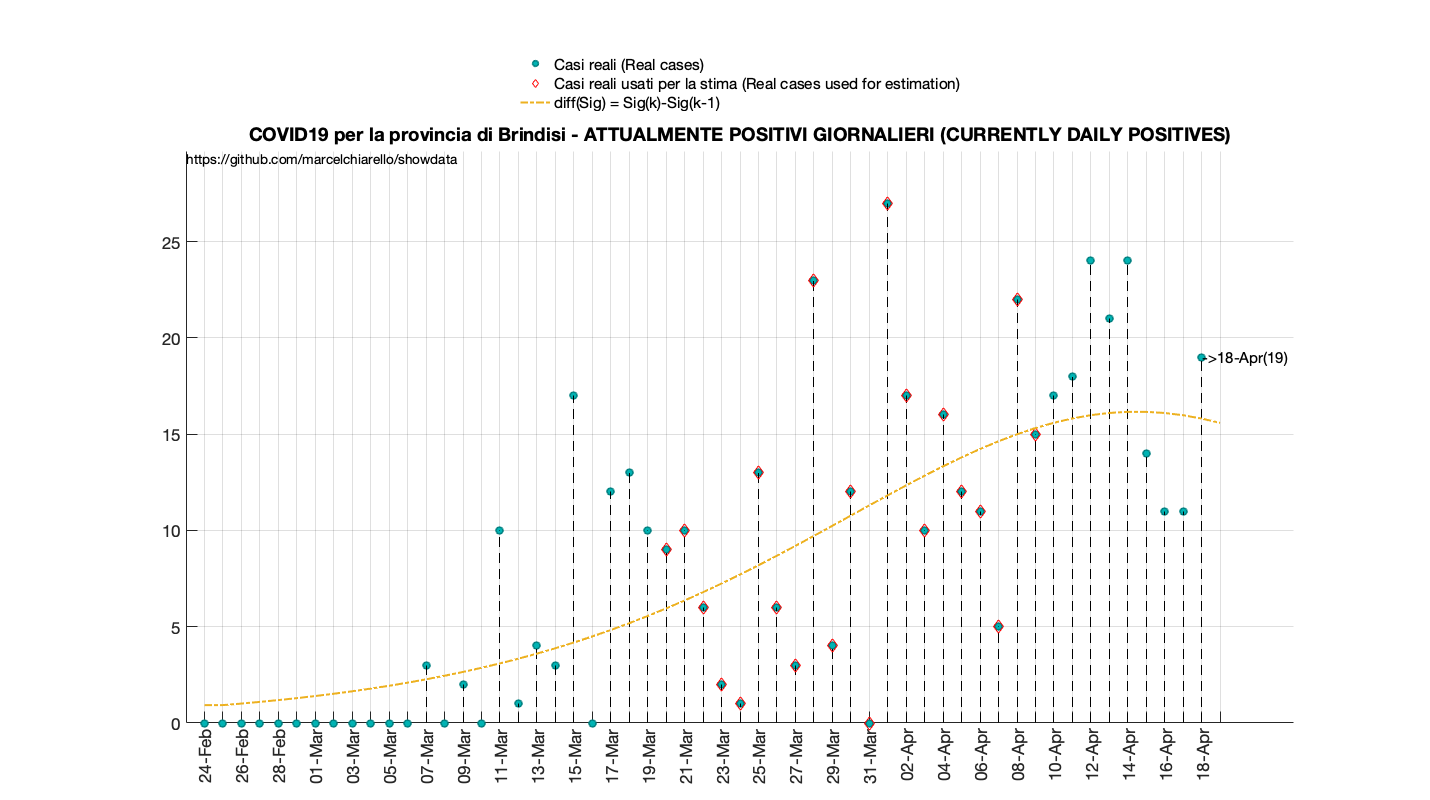 Casi reali (Real cases)
Casi reali usati per la stima (Real cases used for estimation)
diff(Sig) = Sig(k)-Sig(k-1)
COVID19 per la provincia di Brindisi - ATTUALMENTE POSITIVI GIORNALIERI (CURRENTLY DAILY POSITIVES)
https://github.com/marcelchiarello/showdata
25
20
15
10
5
0
->18-Apr(19)
24-Feb
26-Feb
28-Feb
01-Mar
03-Mar
05-Mar
07-Mar
09-Mar
11-Mar
13-Mar
15-Mar
17-Mar
19-Mar
21-Mar
23-Mar
25-Mar
27-Mar
29-Mar
31-Mar
02-Apr
04-Apr
06-Apr
08-Apr
10-Apr
12-Apr
14-Apr
16-Apr
18-Apr